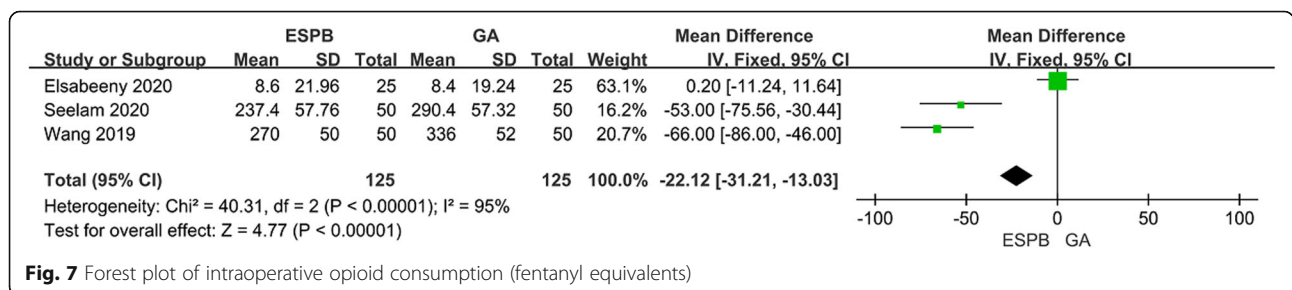 ESPB GA Mean Difference Mean Difference
Study or Subgroup Mean SD Total Mean SD Total Weight IV, Fixed, 95% CI IV, Fixed, 95% CI
Elsabeeny 2020 8.6 21.96 25 8.4 19.24 25 63.1% 0.20 [-11.24, 11.64]
Seelam 2020 237.4 57.76 50 290.4 57.32 50 16.2% -53.00 [-75.56, -30.44]
Wang 2019 270 50 50 336 52 50 20.7% -66.00 [-86.00, -46.00]
Total (95% CI) 125 125 100.0% -22.12 [-31.21, -13.03]
Heterogeneity: Chi² = 40.31, df = 2 (P < 0.00001); I² = 95%
Test for overall effect: Z = 4.77 (P < 0.00001)
-100 -50 0 50 100
ESPB GA
Fig. 7 Forest plot of intraoperative opioid consumption (fentanyl equivalents)